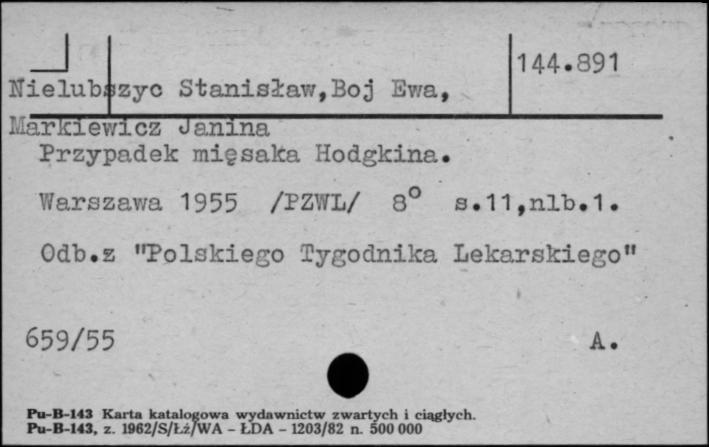 144.891
Nielubszyc Stanisław,Boj Ewa,
Markiewicz Janina
Przypadek mięsaka Hodgkina.
Warszawa 1955 /PZWL/ 8° s.11,nlb.1.
Odb.z "Polskiego Tygodnika Lekarskiego"
659/55 A.
Pu-B-143 Karta katalogowa wydawnictw zwartych i ciągłych.
Pu-B-143, z. 1962/S/Łź/WA - ŁDA - 1203/82 n. 500 000